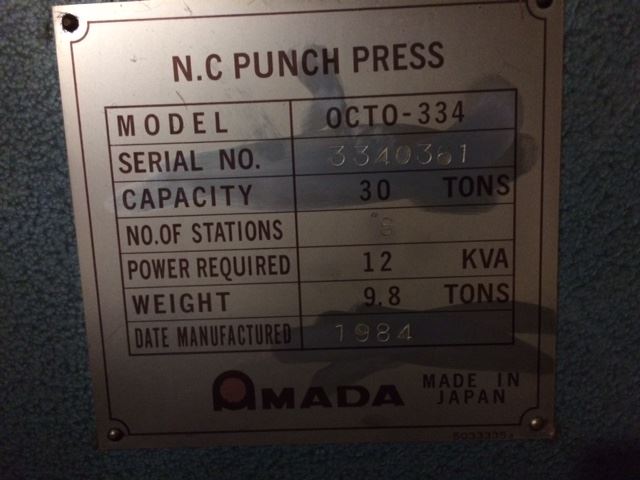 N.C PUNCH PRESS
MODEL OCTO-334
SERIAL NO. 3340361
CAPACITY 30 TONS
NO.OF STATIONS 8
POWER REQUIRED 12 KVA
WEIGHT 9.8 TONS
DATE MANUFACTURED 1984
AMADA MADE IN JAPAN